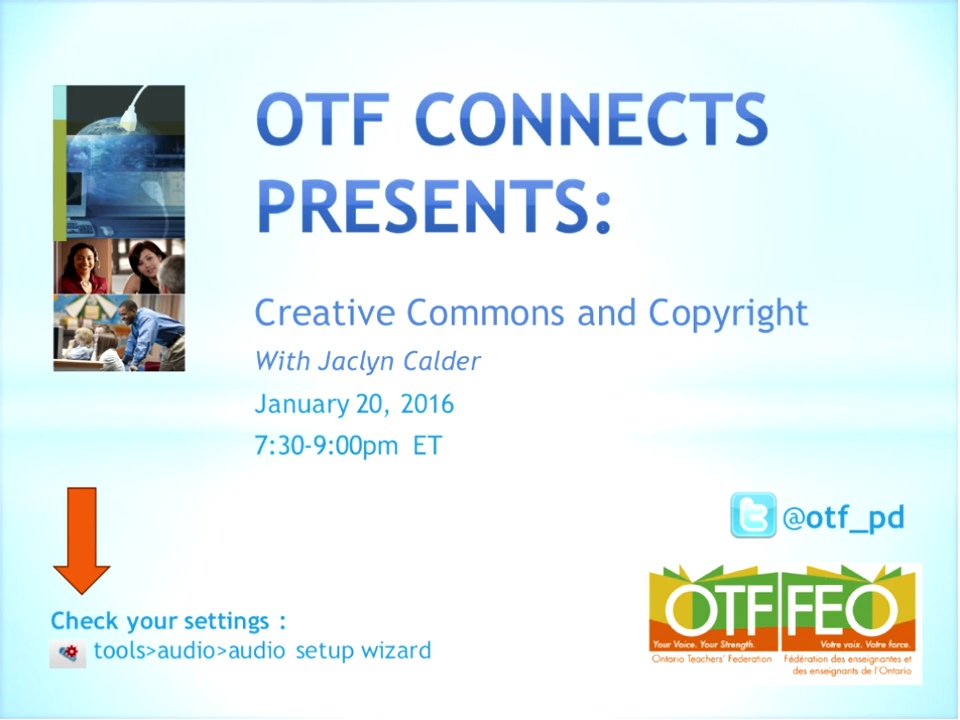 OTF CONNECTS
PRESENTS:
Creative Commons and Copyright
With Jaclyn Calder
January 20, 2016
7:30-9:00pm ET
@otf_pd
OTF FEO
Your Voice. Your Strength. Votre voix. Votre force.
Ontario Teachers' Federation Fédération des enseignantes et
des enseignants de l'Ontario
Check your settings :
tools>audio>audio setup wizard